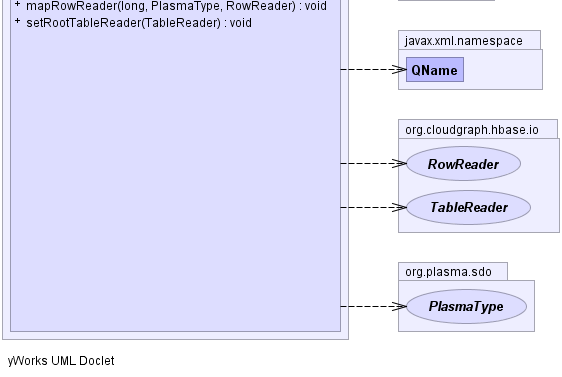 + mapRowReader(long, PlasmaType, RowReader) : void
+ setRootTableReader(TableReader) : void
javax.xml.namespace
QName
org.cloudgraph.hbase.io
RowReader
TableReader
org.plasma.sdo
PlasmaType
yWorks UML Doclet